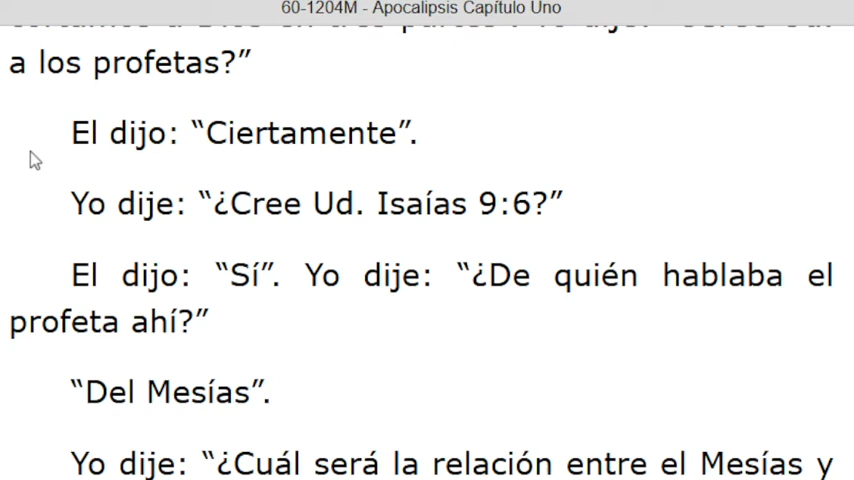 60-1204M - Apocalipsis Capítulo Uno
a los profetas?”
El dijo: “Ciertamente”.
Yo dije: “¿Cree Ud. Isaías 9:6?”
El dijo: “Sí”. Yo dije: “¿De quién hablaba el
profeta ahí?”
“Del Mesías”.
Yo dije: “¿Cuál será la relación entre el Mesías y